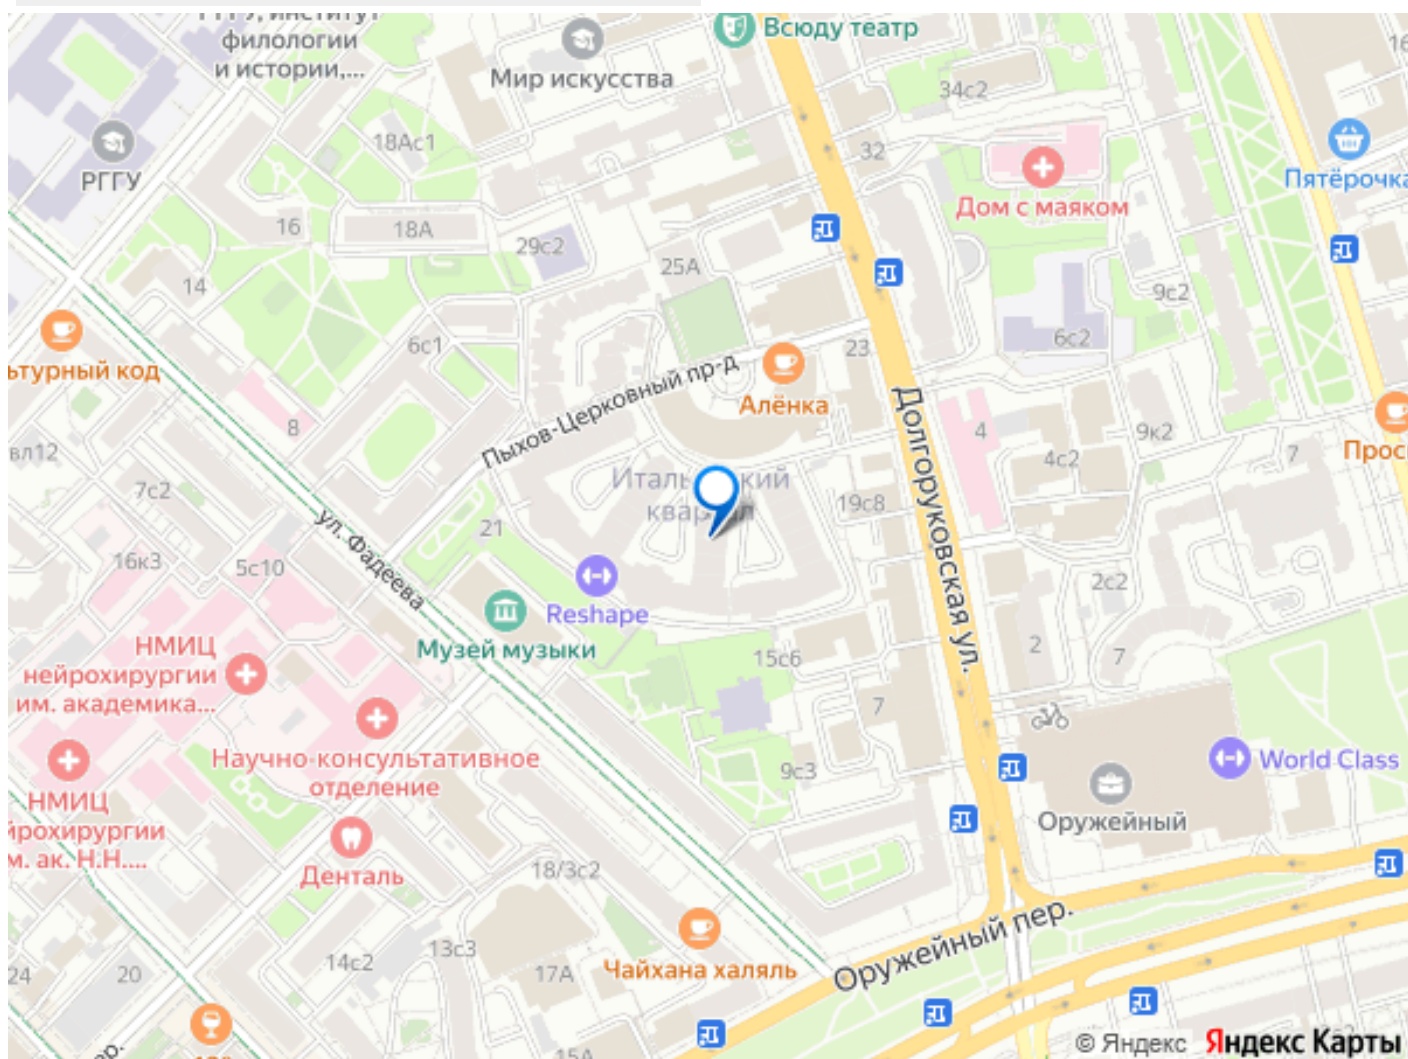 филологии
и истории,...
Всюду театр
Мир искусства
34с2
16
18Ас1
32
РГГУ
Дом с маяком
Пятёрочка
16
18А
29с2
25А
14
9с2
6с1
6с2
23
ьтурный код
Пыхов-Церковный пр-д
Алёнка
8
4
9к2
вл12
4с2
7
Прос
7с2
Долгоруковская ул.
19с8
21
ул. Фадеева
16к3
5с10
2с2
Reshape
НМИЦ
нейрохирургии
им. академика...
Музей музыки
15с6
2
7
7
Научно-консультативное
отделение
9с3
World Class
НМИЦ
йрохирургии
м. ак. Н.Н....
Оружейный
Денталь
18/3с2
Оружейный пер.
13с3
14с2
17А
Чайхана халяль
24
20
15А
© Яндекс Яндекс Карты